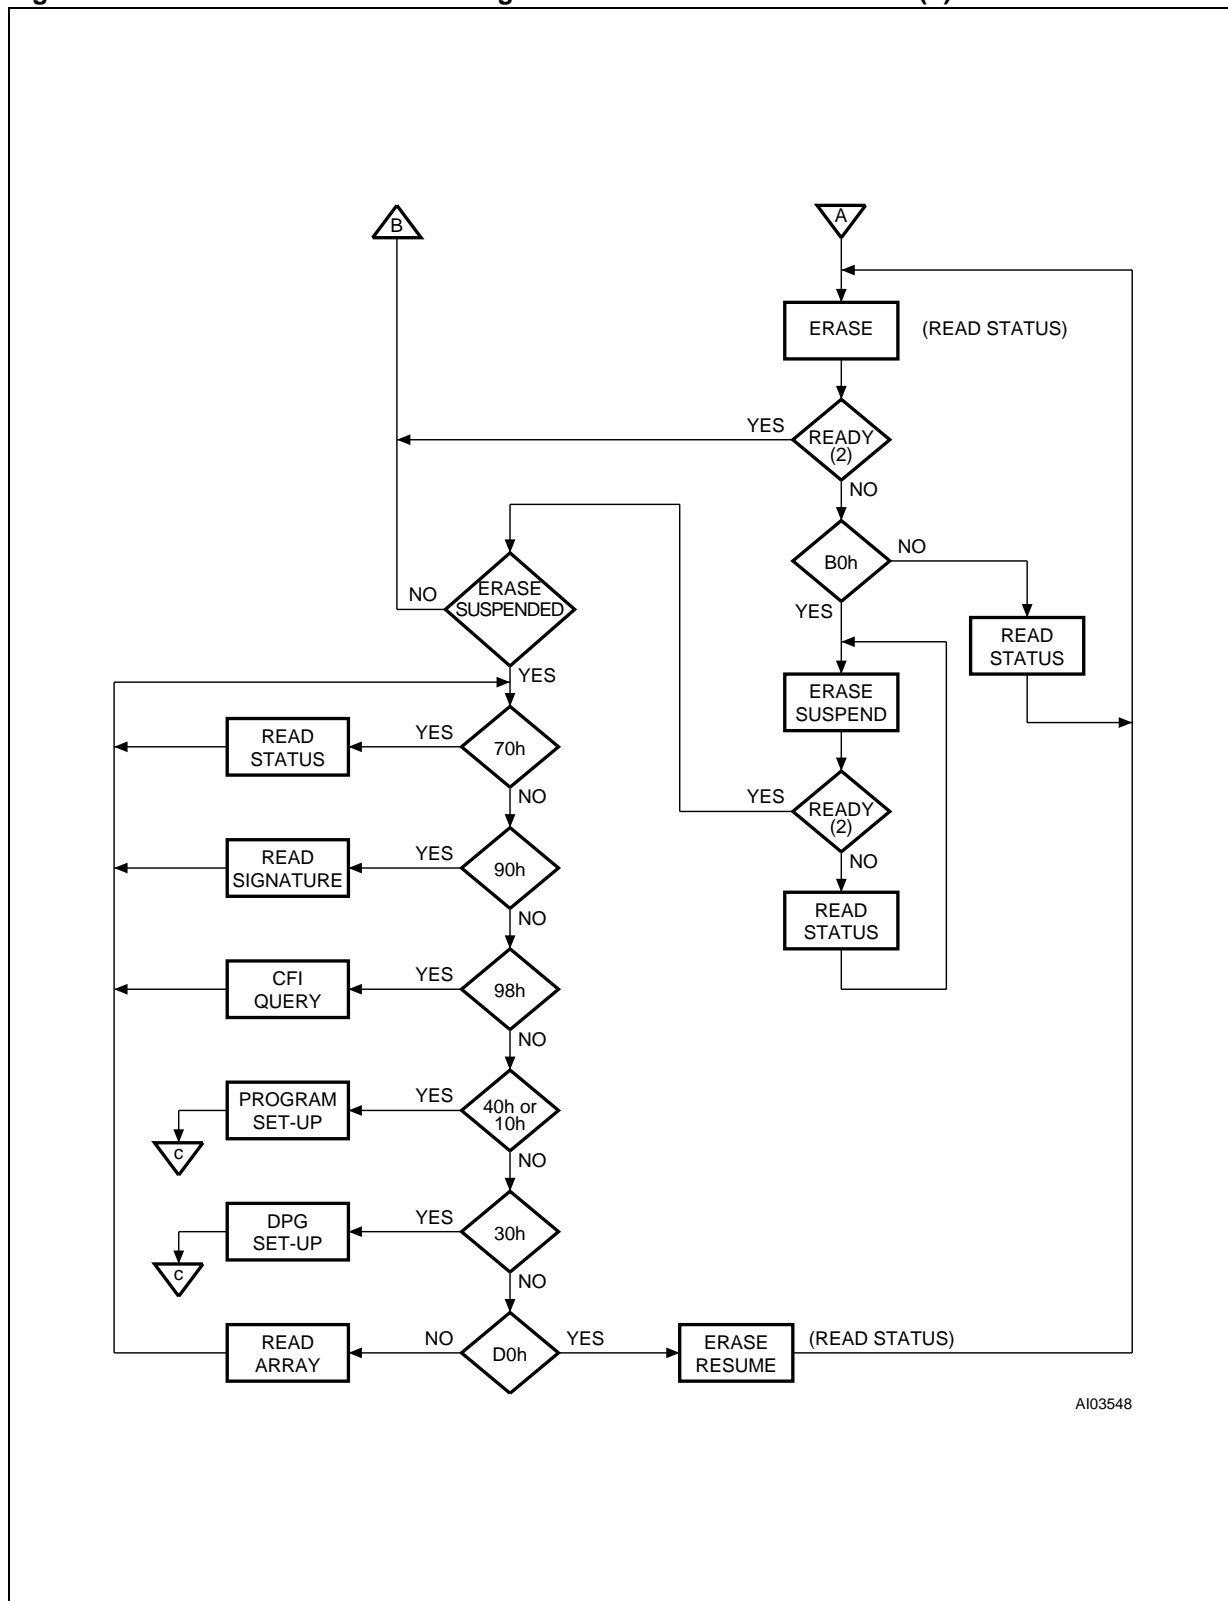 B
A
ERASE
(READ STATUS)
YES
READY
(2)
NO
B0h
NO
YES
NO
ERASE
SUSPENDED
YES
READ
STATUS
ERASE
SUSPEND
READ
STATUS
YES
70h
NO
YES
READY
(2)
NO
READ
SIGNATURE
YES
90h
NO
READ
STATUS
CFI
QUERY
YES
98h
NO
PROGRAM
SET-UP
YES
40h or
10h
NO
c
DPG
SET-UP
YES
30h
NO
c
READ
ARRAY
NO
D0h
YES
ERASE
RESUME
(READ STATUS)
AI03548